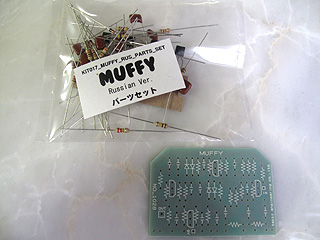 KIT017_MUFFY_RUS_PARTS_SET
MUFFY
Russian Ver.
パーツセット
MUFFY